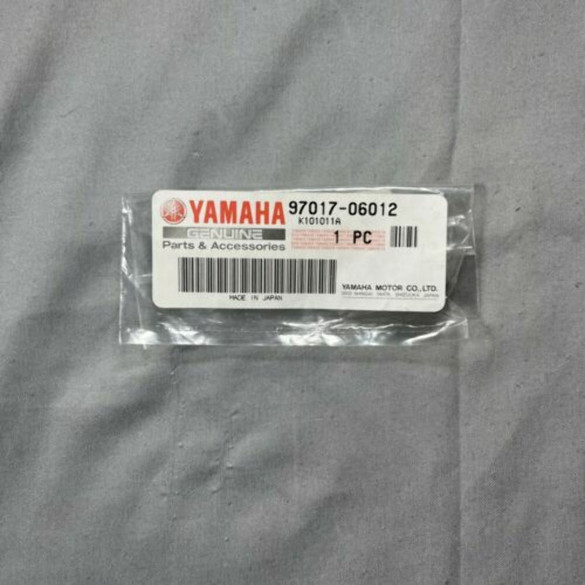 YAMAHA 97017-06012
K101011A
GENUINE
Parts & Accessories
1 PC
YAMAHA MOTOR CO.,LTD.
MADE IN JAPAN